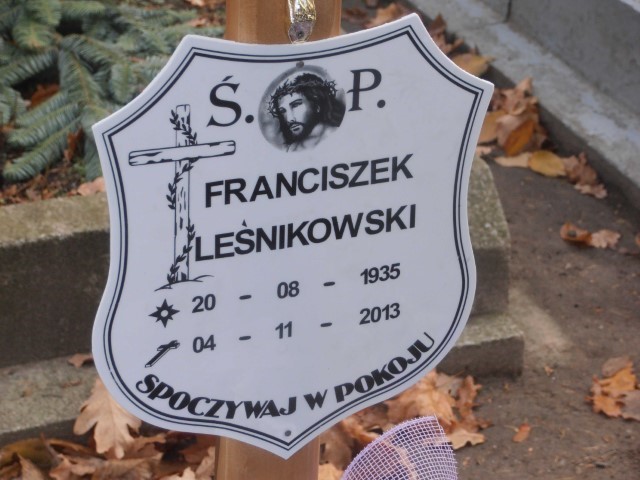 Ś. P.
FRANCISZEK
LEŚNIKOWSKI
20 - 08 - 1935
04 - 11 - 2013
SPOCZYWAJ W POKOJU